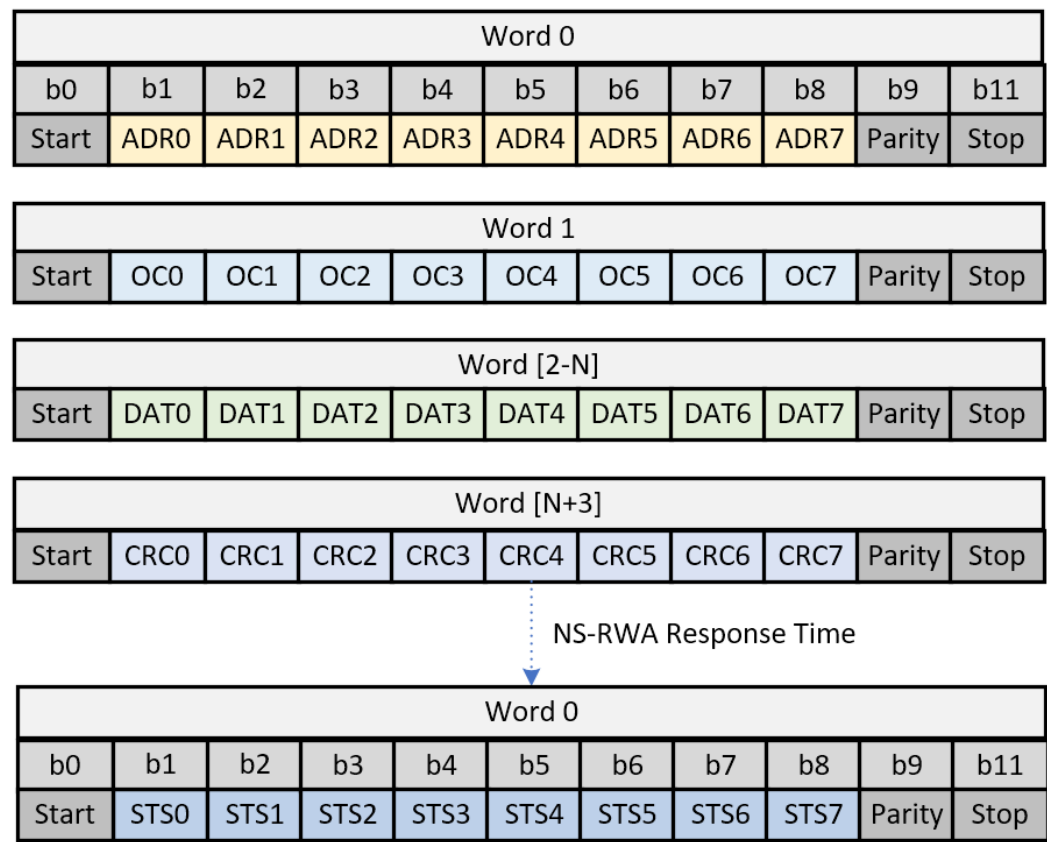 Word 0
b0 b1 b2 b3 b4 b5 b6 b7 b8 b9 b11
Start ADR0 ADR1 ADR2 ADR3 ADR4 ADR5 ADR6 ADR7 Parity Stop
Word 1
Start OC0 OC1 OC2 OC3 OC4 OC5 OC6 OC7 Parity Stop
Word [2-N]
Start DAT0 DAT1 DAT2 DAT3 DAT4 DAT5 DAT6 DAT7 Parity Stop
Word [N+3]
Start CRC0 CRC1 CRC2 CRC3 CRC4 CRC5 CRC6 CRC7 Parity Stop
NS-RWA Response Time
Word 0
b0 b1 b2 b3 b4 b5 b6 b7 b8 b9 b11
Start STS0 STS1 STS2 STS3 STS4 STS5 STS6 STS7 Parity Stop